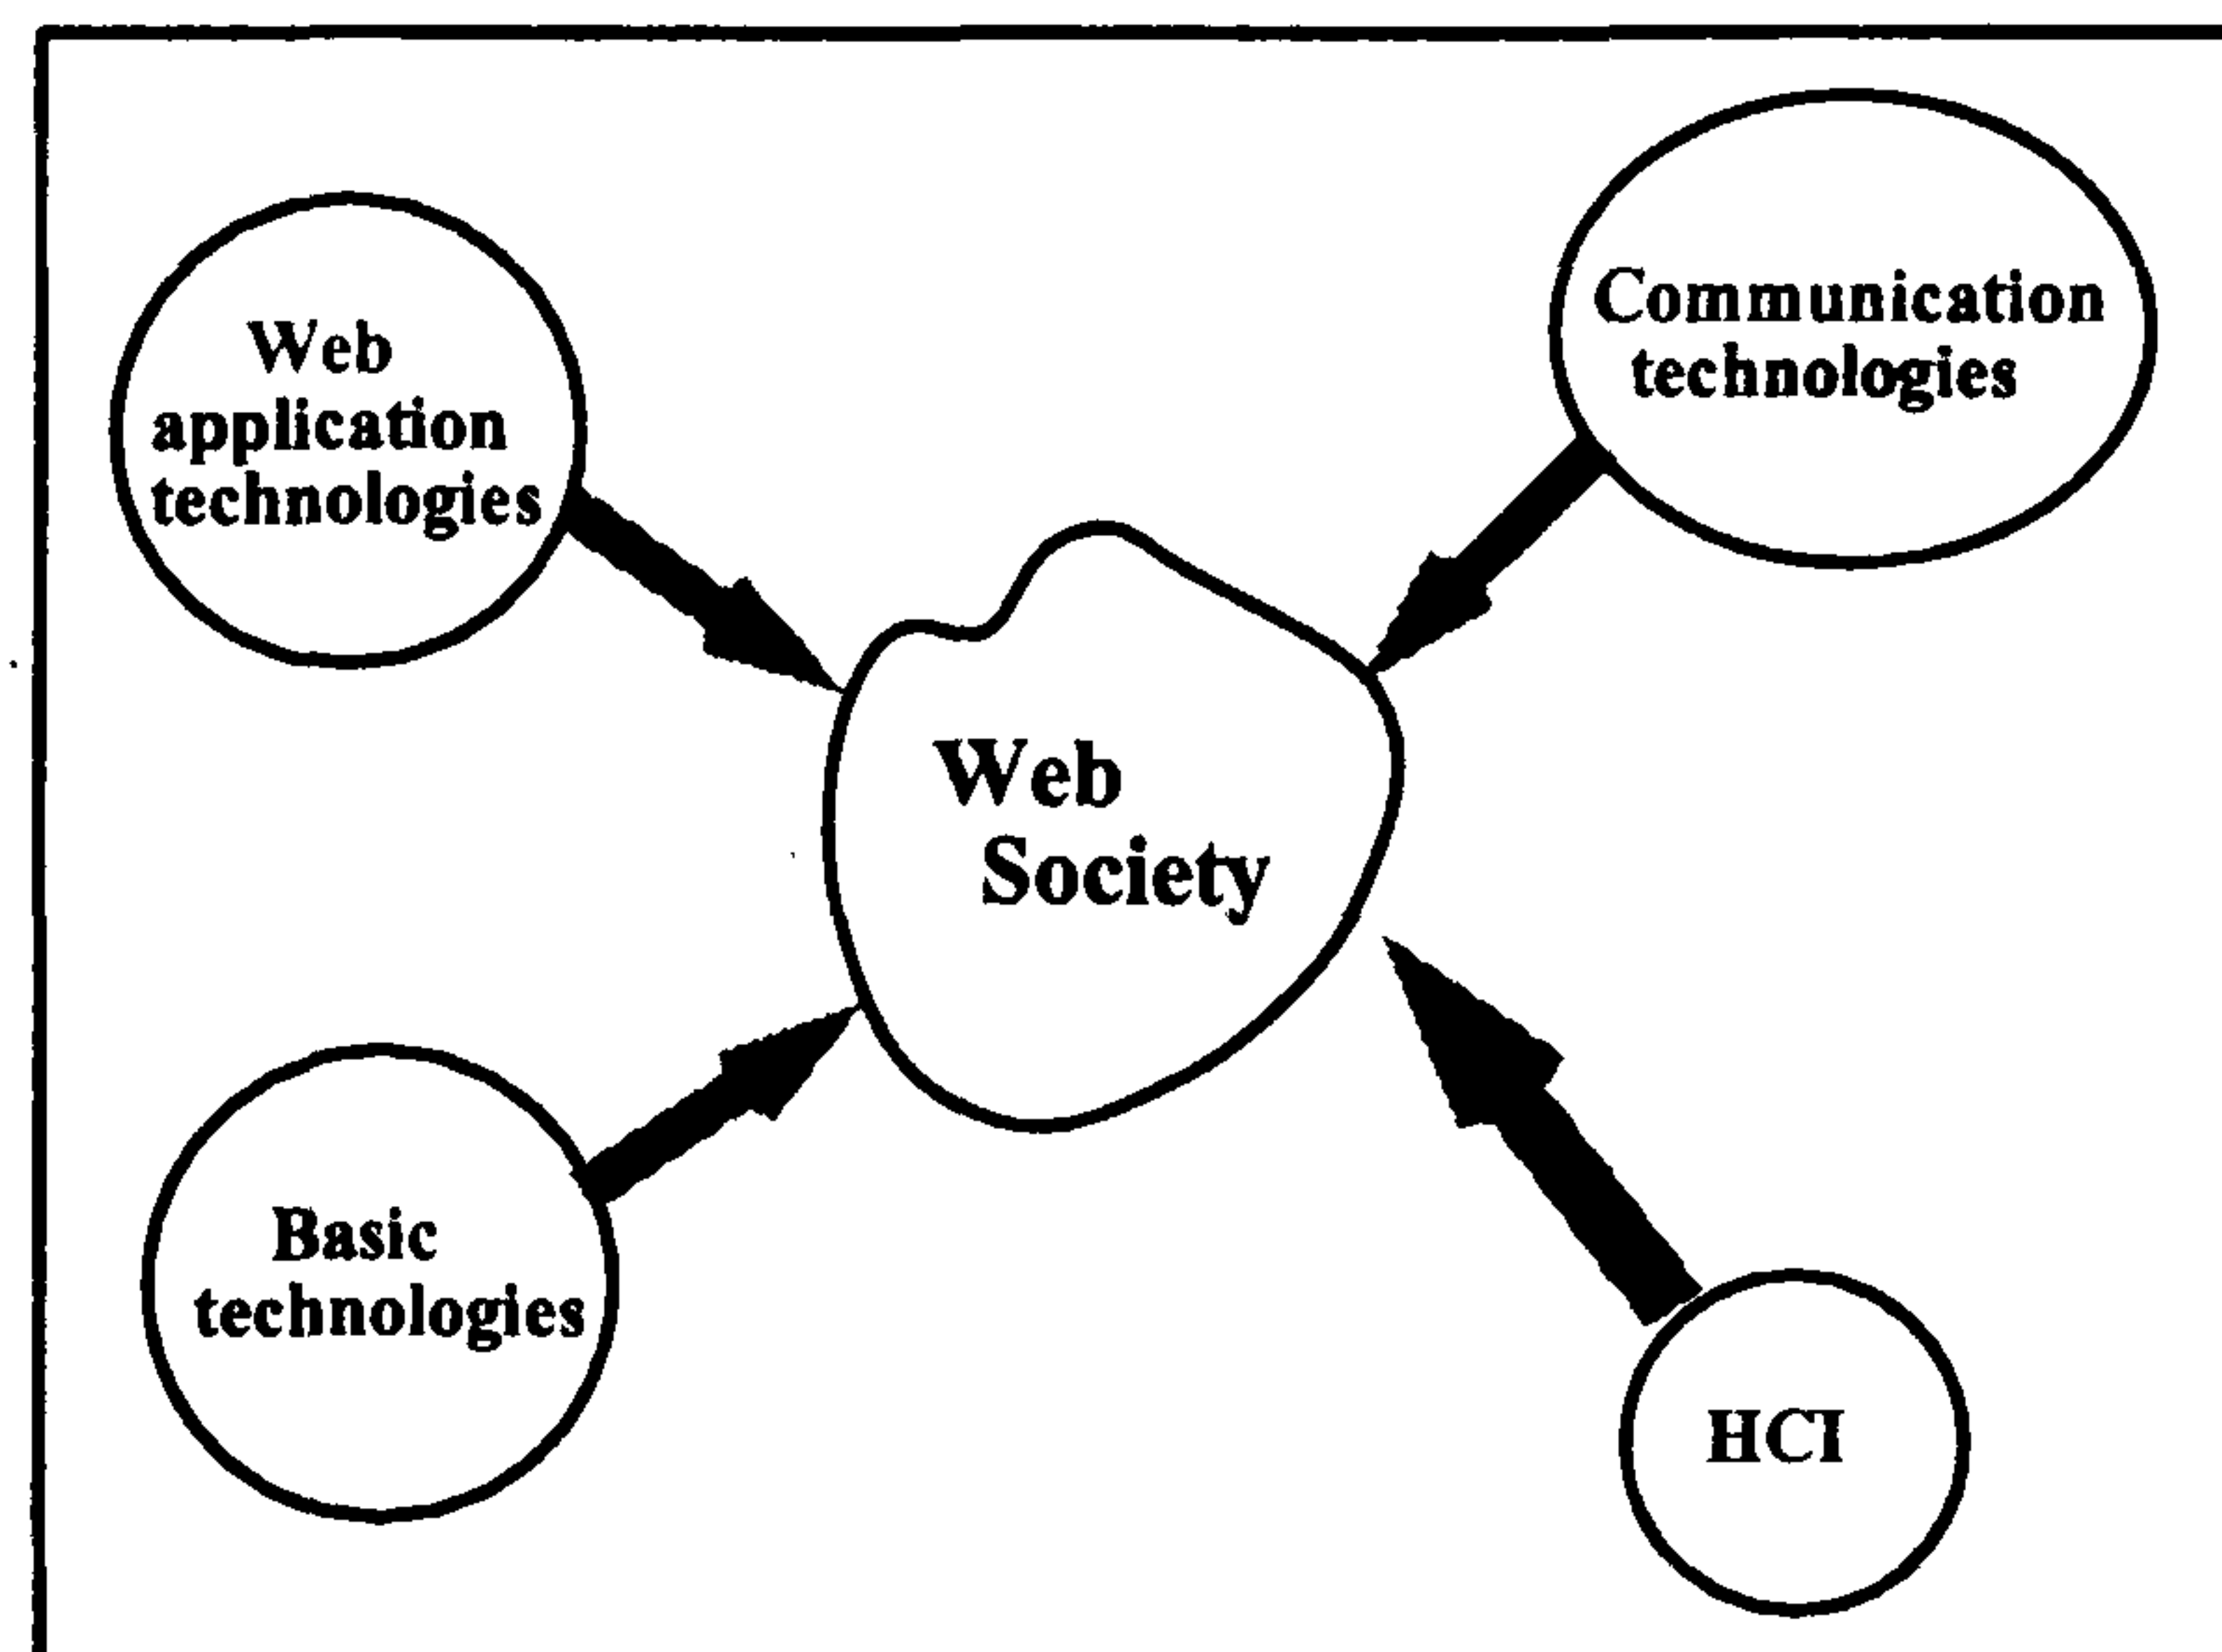 Web
application
technologies
Communication
technologies
Web
Society
Basic
technologies
HCI